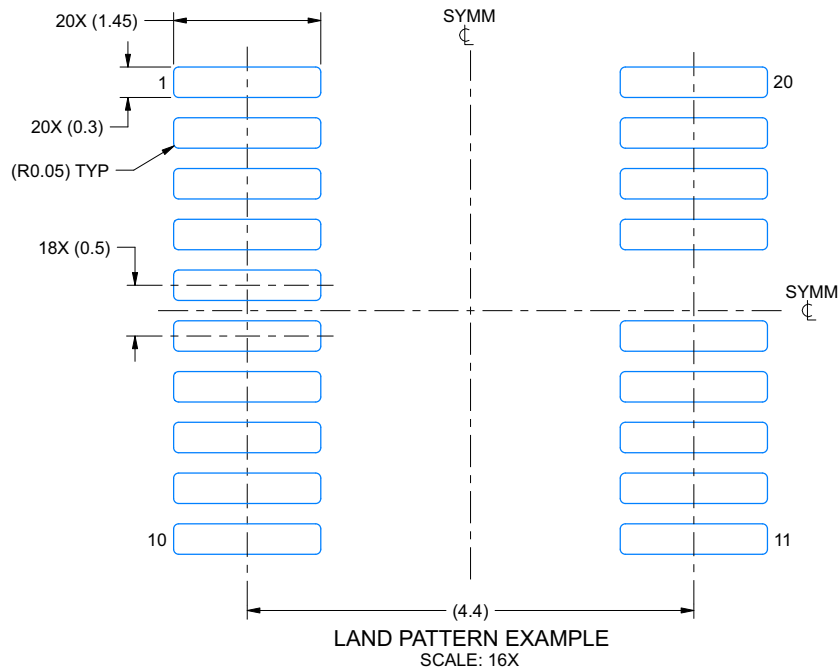 20X (1.45)
SYMM
℄
1
20
20X (0.3)
(R0.05) TYP
18X (0.5)
SYMM
℄
10
11
(4.4)
LAND PATTERN EXAMPLE
SCALE: 16X